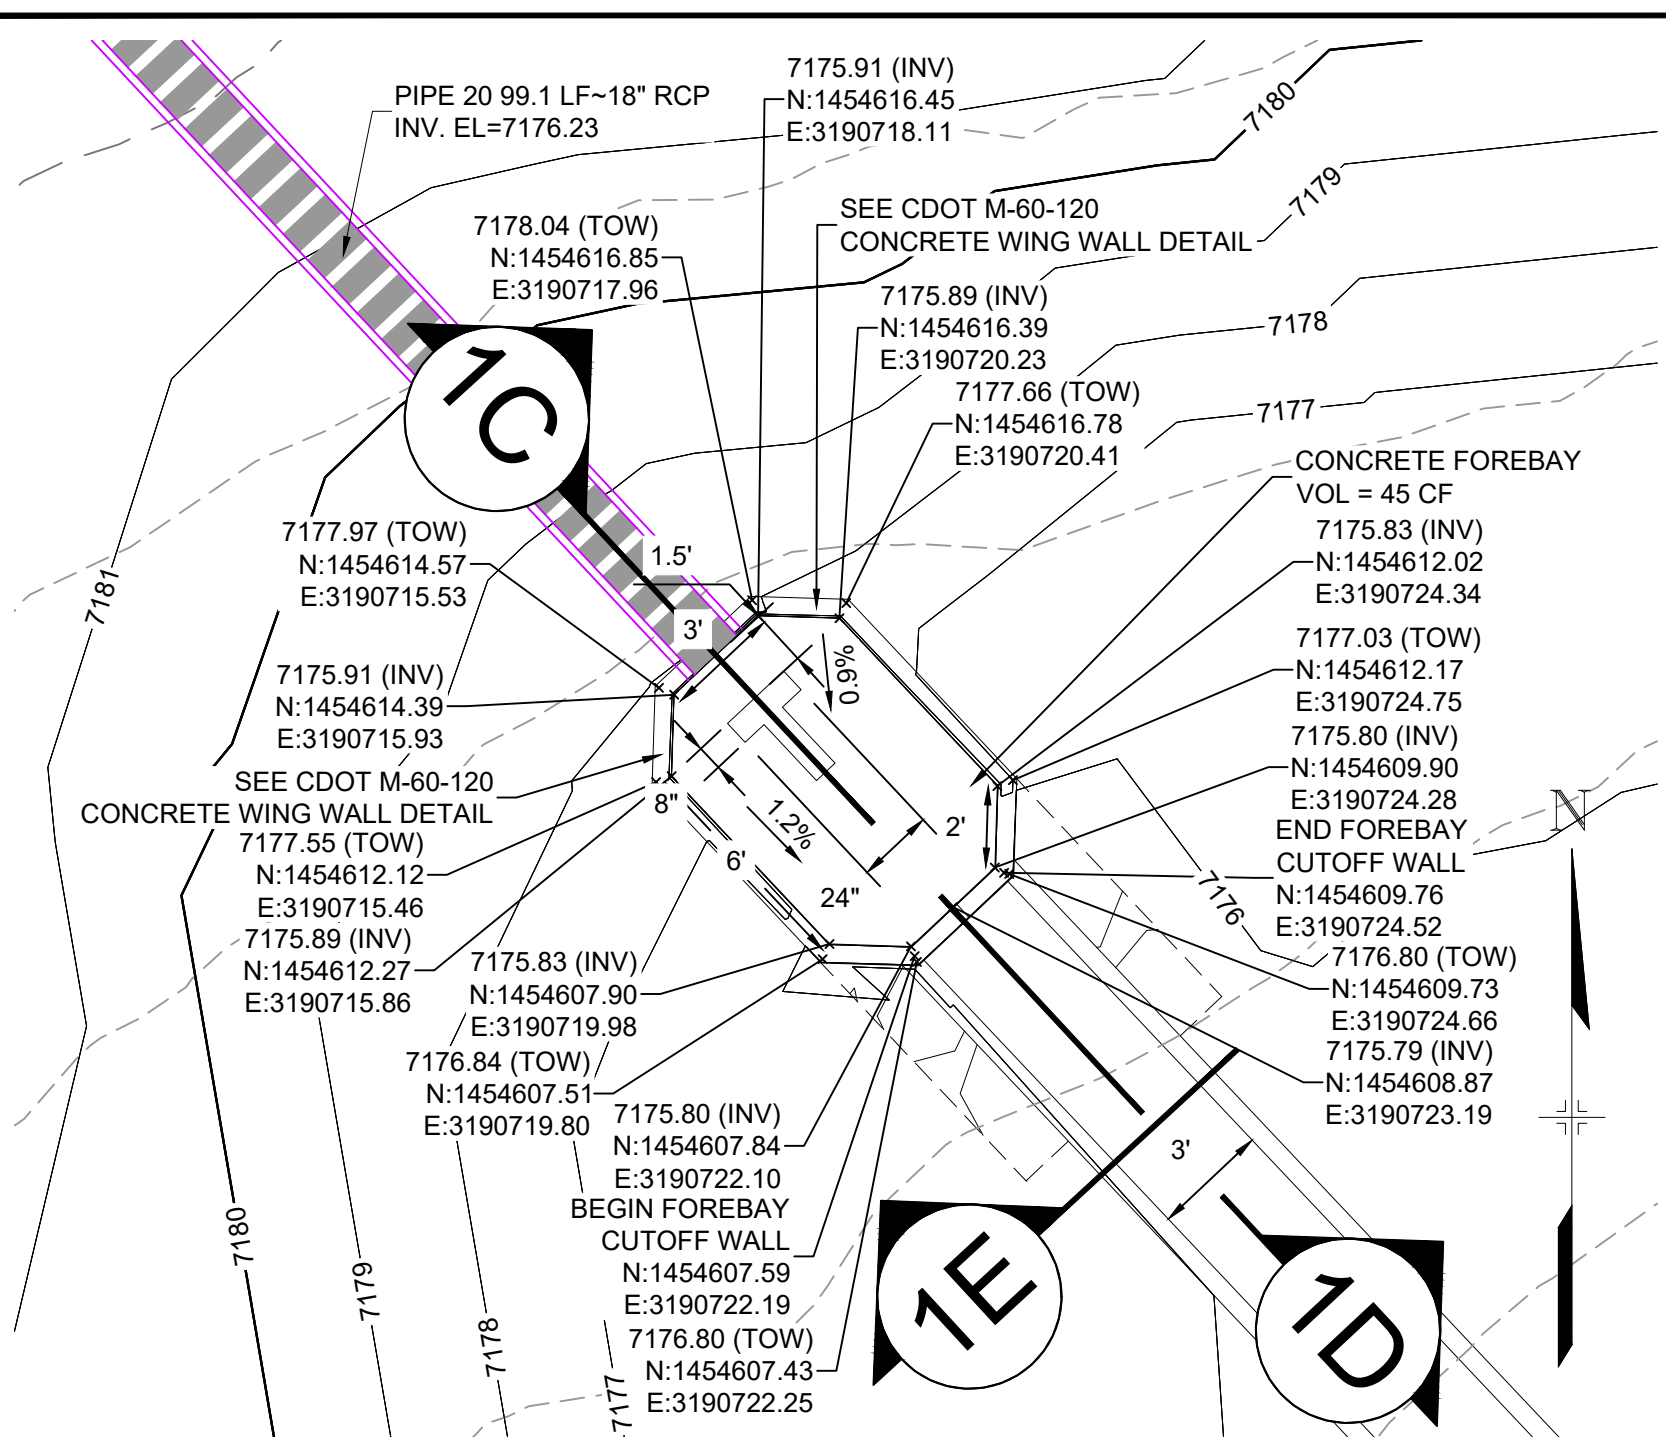 7175.91 (INV)
N:1454616.45
E:3190718.11
PIPE 20 99.1 LF~18" RCP
INV. EL=7176.23
7180
7179
SEE CDOT M-60-120
CONCRETE WING WALL DETAIL
7178.04 (TOW)
N:1454616.85
E:3190717.96
7175.89 (INV)
N:1454616.39
E:3190720.23
7178
7177.66 (TOW)
N:1454616.78
E:3190720.41
7177
1C
CONCRETE FOREBAY
VOL = 45 CF
7175.83 (INV)
N:1454612.02
E:3190724.34
7177.97 (TOW)
N:1454614.57
E:3190715.53
1.5'
7181
3'
0.9%
7177.03 (TOW)
N:1454612.17
E:3190724.75
7175.91 (INV)
N:1454614.39
E:3190715.93
7175.80 (INV)
N:1454609.90
E:3190724.28
SEE CDOT M-60-120
CONCRETE WING WALL DETAIL
8"
1.2%
2'
N
END FOREBAY
CUTOFF WALL
N:1454609.76
E:3190724.52
7177.55 (TOW)
N:1454612.12
E:3190715.46
6'
24"
7176
7175.89 (INV)
N:1454612.27
E:3190715.86
7175.83 (INV)
N:1454607.90
E:3190719.98
7176.80 (TOW)
N:1454609.73
E:3190724.66
7176.84 (TOW)
N:1454607.51
E:3190719.80
7175.79 (INV)
N:1454608.87
E:3190723.19
7175.80 (INV)
N:1454607.84
E:3190722.10
3'
BEGIN FOREBAY
CUTOFF WALL
N:1454607.59
E:3190722.19
7180
7179
7178
7177
7176.80 (TOW)
N:1454607.43
E:3190722.25
1E
1D